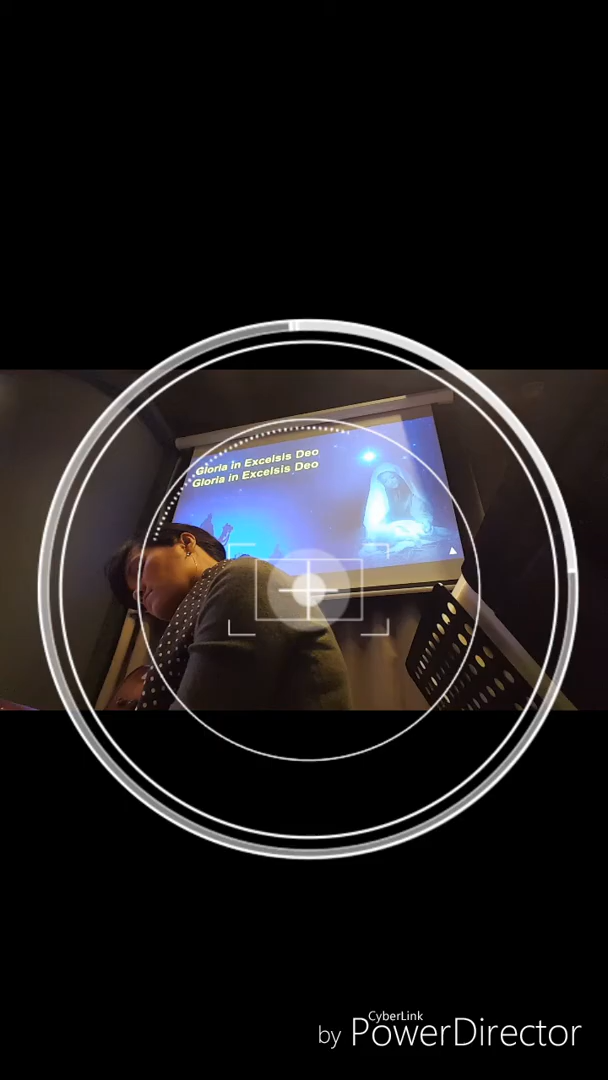 Gloria in Excelsis Deo
Gloria in Excelsis Deo
CyberLink
by PowerDirector